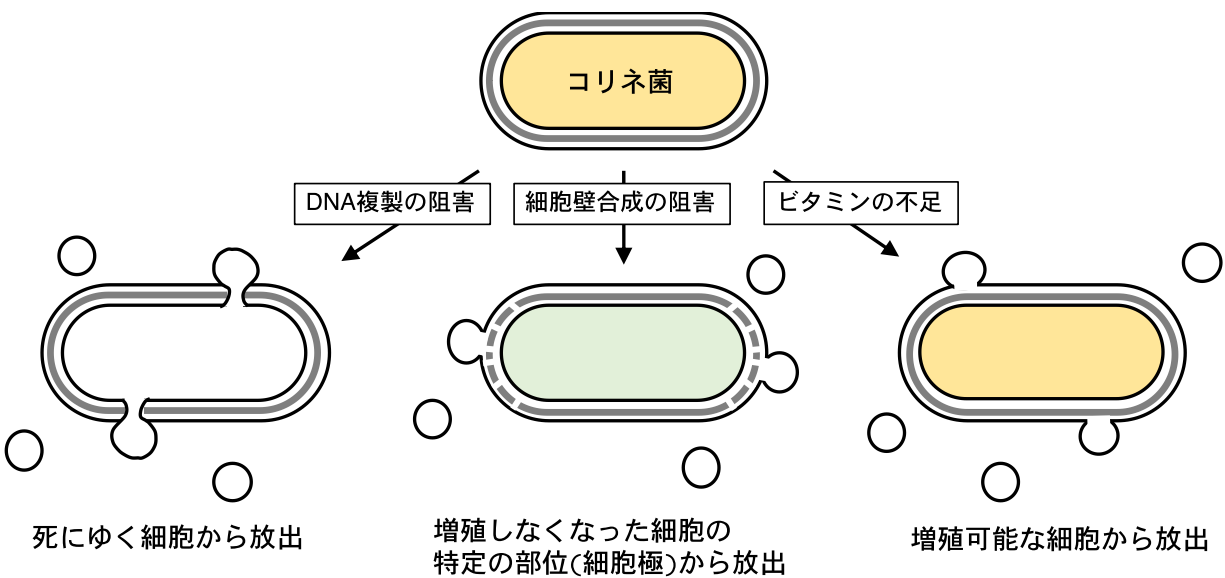 コリネ菌
DNA複製の阻害
細胞壁合成の阻害
ビタミンの不足
死にゆく細胞から放出
増殖しなくなった細胞の
特定の部位(細胞極)から放出
増殖可能な細胞から放出